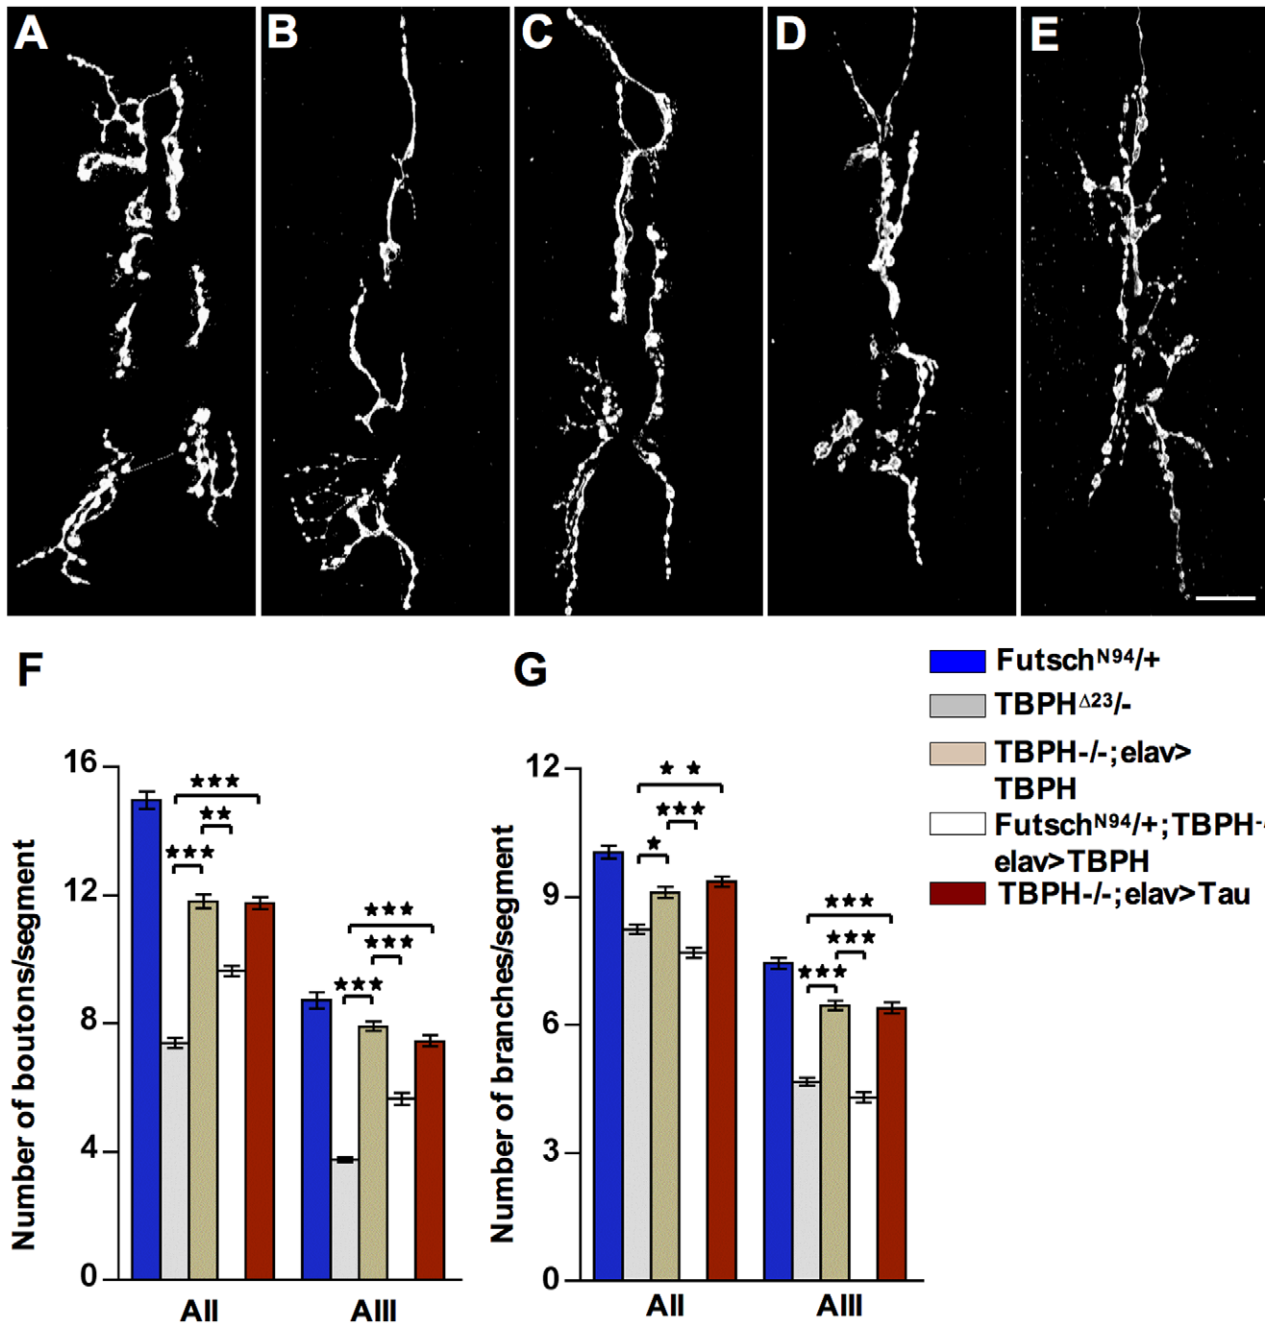 A B C D E
F G
Futsch^N94/+
TBPH^Δ23/-
TBPH-/-;elav>
TBPH
Futsch^N94/+;TBPH-
elav>TBPH
TBPH-/-;elav>Tau
Number of boutons/segment
16
12
8
4
0
★★★
★★
★★★
★★★
★★★
★★★
AII AIII
Number of branches/segment
12
9
6
3
0
★ ★
★★★
★
★★★
★★★
★★★
AII AIII